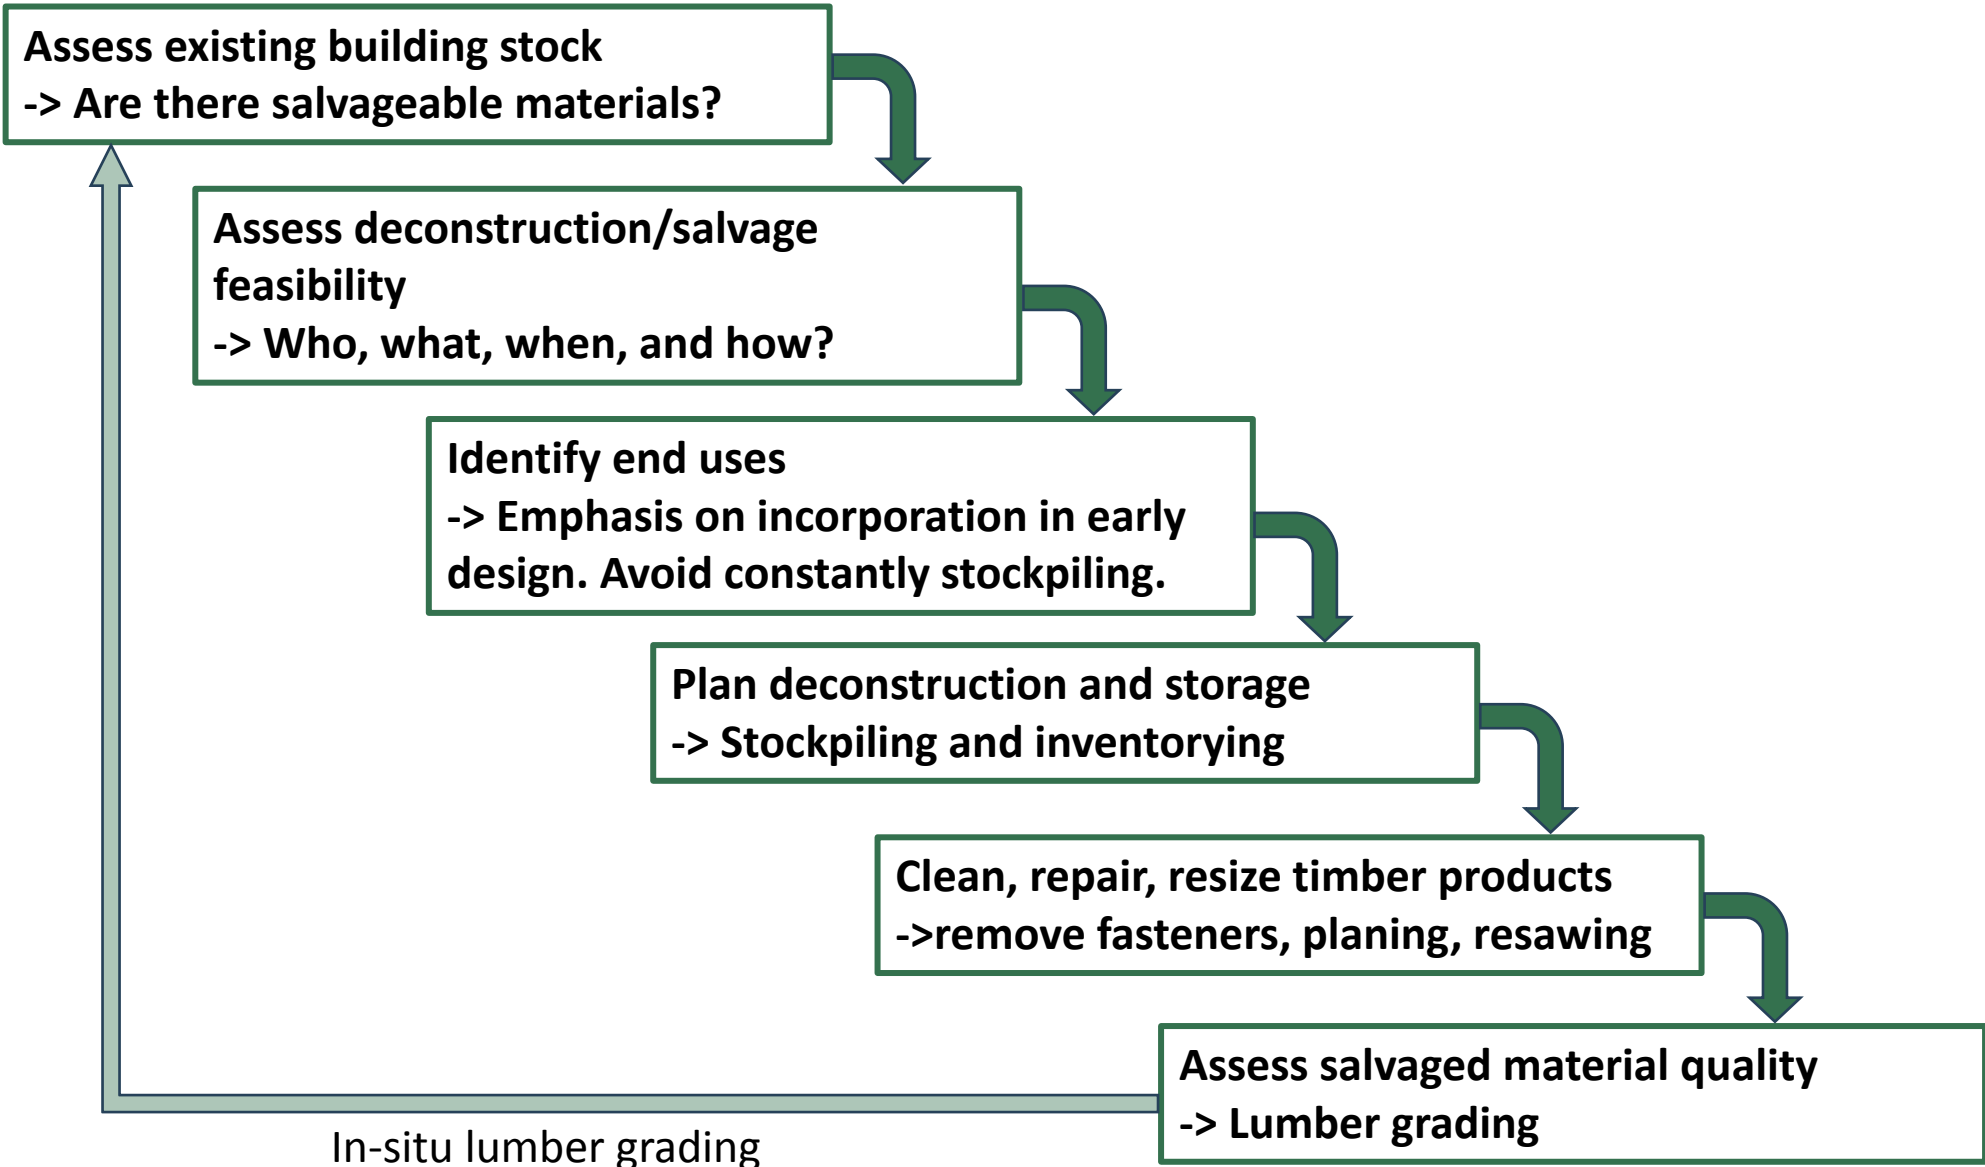 Assess existing building stock
-> Are there salvageable materials?
Assess deconstruction/salvage
feasibility
-> Who, what, when, and how?
Identify end uses
-> Emphasis on incorporation in early
design. Avoid constantly stockpiling.
Plan deconstruction and storage
-> Stockpiling and inventorying
Clean, repair, resize timber products
->remove fasteners, planing, resawing
Assess salvaged material quality
-> Lumber grading
In-situ lumber grading